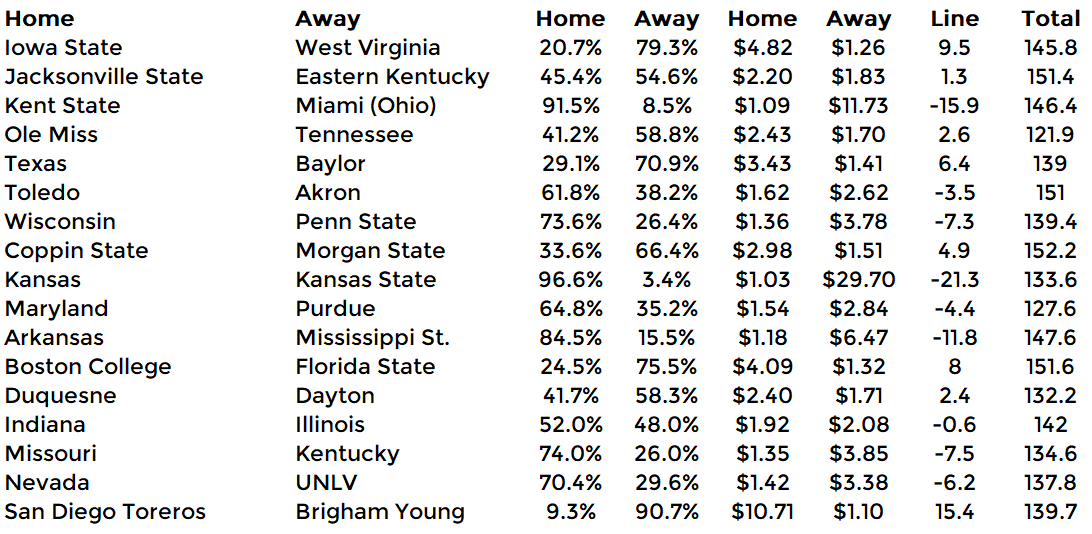 Home Away Home Away Home Away Line Total
Iowa State West Virginia 20.7% 79.3% $4.82 $1.26 9.5 145.8
Jacksonville State Eastern Kentucky 45.4% 54.6% $2.20 $1.83 1.3 151.4
Kent State Miami (Ohio) 91.5% 8.5% $1.09 $11.73 -15.9 146.4
Ole Miss Tennessee 41.2% 58.8% $2.43 $1.70 2.6 121.9
Texas Baylor 29.1% 70.9% $3.43 $1.41 6.4 139
Toledo Akron 61.8% 38.2% $1.62 $2.62 -3.5 151
Wisconsin Penn State 73.6% 26.4% $1.36 $3.78 -7.3 139.4
Coppin State Morgan State 33.6% 66.4% $2.98 $1.51 4.9 152.2
Kansas Kansas State 96.6% 3.4% $1.03 $29.70 -21.3 133.6
Maryland Purdue 64.8% 35.2% $1.54 $2.84 -4.4 127.6
Arkansas Mississippi St. 84.5% 15.5% $1.18 $6.47 -11.8 147.6
Boston College Florida State 24.5% 75.5% $4.09 $1.32 8 151.6
Duquesne Dayton 41.7% 58.3% $2.40 $1.71 2.4 132.2
Indiana Illinois 52.0% 48.0% $1.92 $2.08 -0.6 142
Missouri Kentucky 74.0% 26.0% $1.35 $3.85 -7.5 134.6
Nevada UNLV 70.4% 29.6% $1.42 $3.38 -6.2 137.8
San Diego Toreros Brigham Young 9.3% 90.7% $10.71 $1.10 15.4 139.7